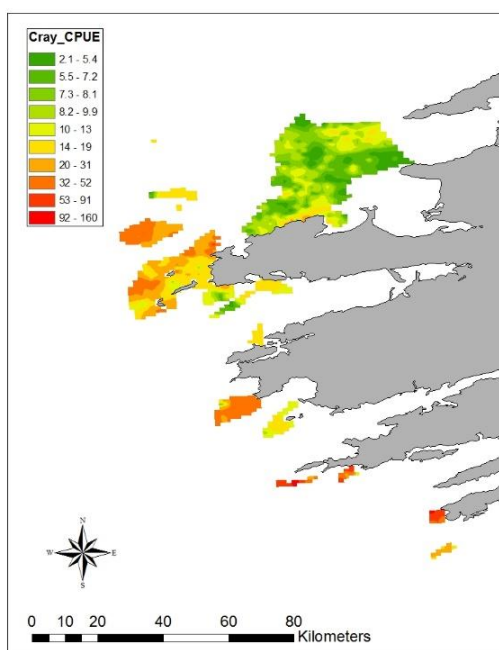 Cray_CPUE
2.1 - 5.4
5.5 - 7.2
7.3 - 8.1
8.2 - 9.9
10 - 13
14 - 19
20 - 31
32 - 52
53 - 91
92 - 160
N
W E
S
0 10 20 40 60 80
Kilometers